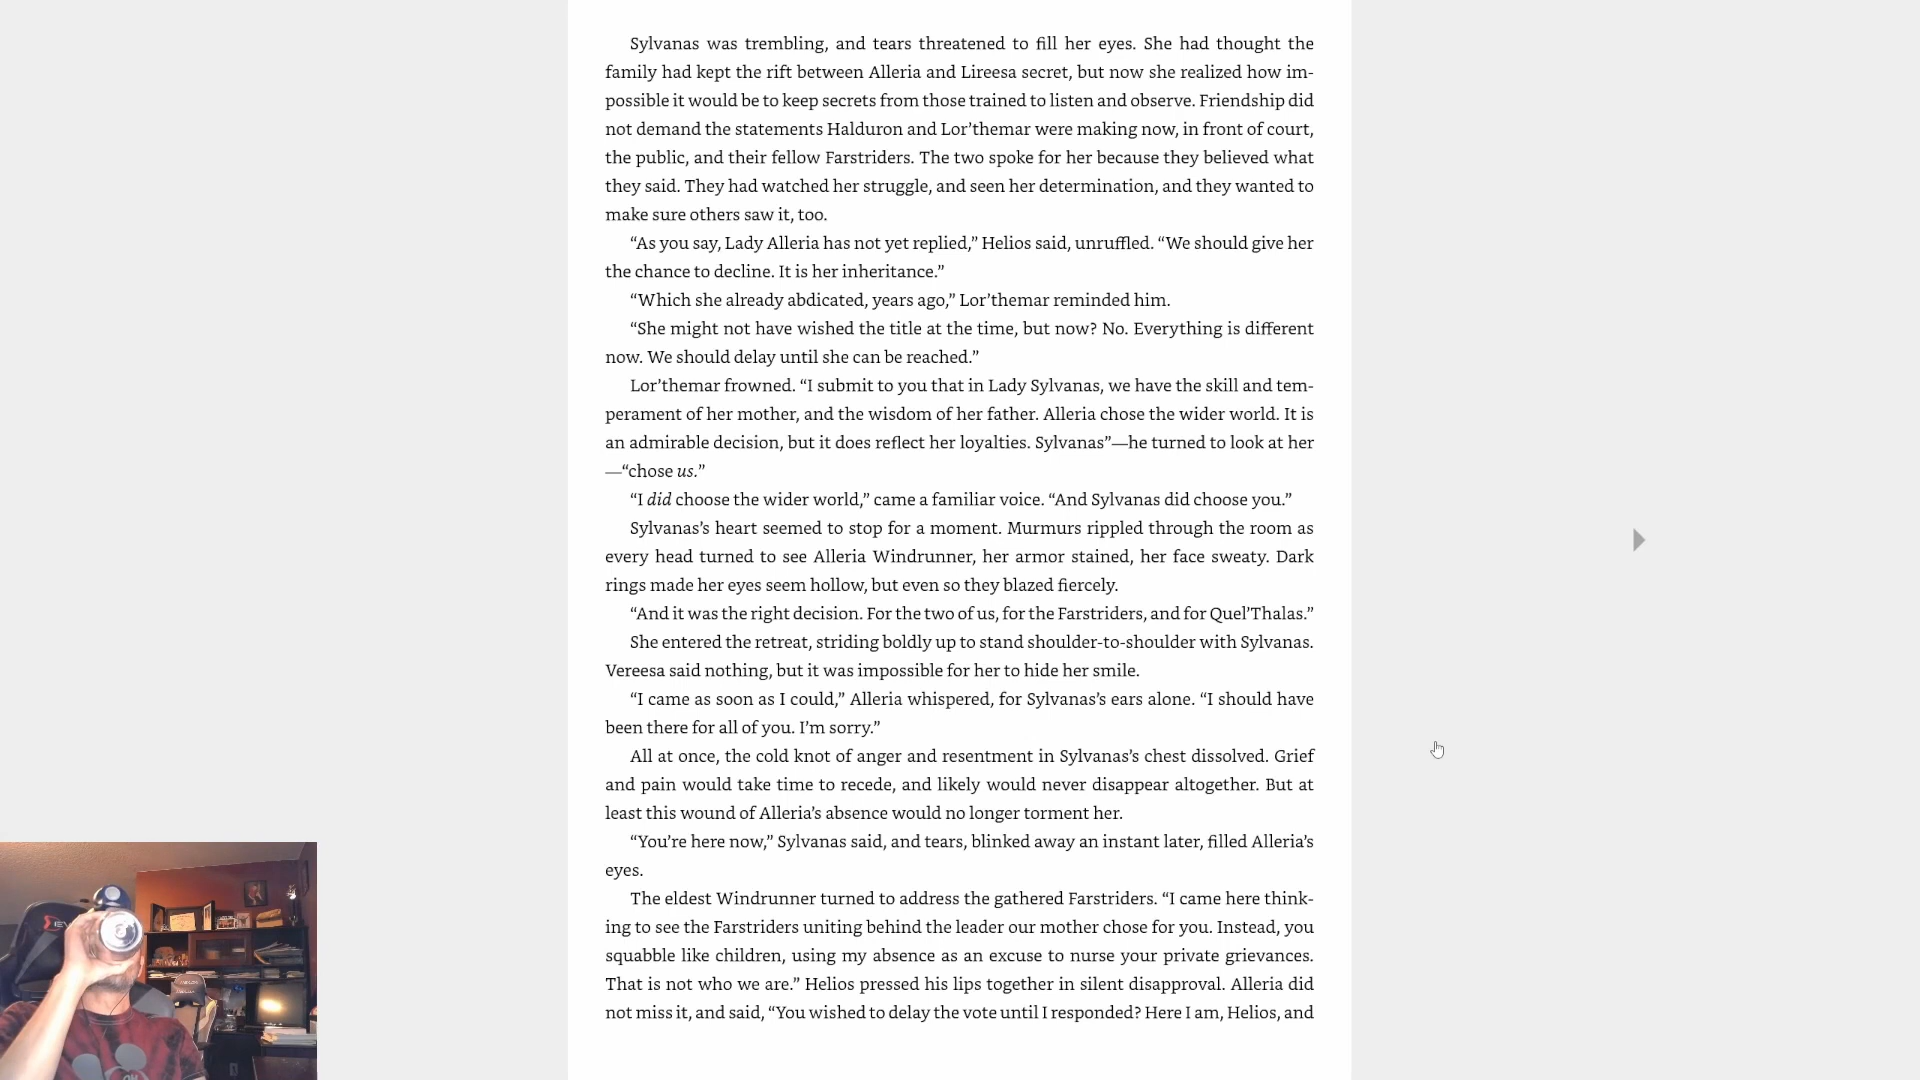 Sylvanas was trembling, and tears threatened to fill her eyes. She had thought the
family had kept the rift between Alleria and Lireesa secret, but now she realized how im-
possible it would be to keep secrets from those trained to listen and observe. Friendship did
not demand the statements Halduron and Lor’themar were making now, in front of court,
the public, and their fellow Farstriders. The two spoke for her because they believed what
they said. They had watched her struggle, and seen her determination, and they wanted to
make sure others saw it, too.
“As you say, Lady Alleria has not yet replied,” Helios said, unruffled. “We should give her
the chance to decline. It is her inheritance.”
“Which she already abdicated, years ago,” Lor’themar reminded him.
“She might not have wished the title at the time, but now? No. Everything is different
now. We should delay until she can be reached.”
Lor’themar frowned. “I submit to you that in Lady Sylvanas, we have the skill and tem-
perament of her mother, and the wisdom of her father. Alleria chose the wider world. It is
an admirable decision, but it does reflect her loyalties. Sylvanas”—he turned to look at her
—“chose us.”
“I did choose the wider world,” came a familiar voice. “And Sylvanas did choose you.”
Sylvanas’s heart seemed to stop for a moment. Murmurs rippled through the room as
every head turned to see Alleria Windrunner, her armor stained, her face sweaty. Dark
rings made her eyes seem hollow, but even so they blazed fiercely.
“And it was the right decision. For the two of us, for the Farstriders, and for Quel’Thalas.”
She entered the retreat, striding boldly up to stand shoulder-to-shoulder with Sylvanas.
Vereesa said nothing, but it was impossible for her to hide her smile.
“I came as soon as I could,” Alleria whispered, for Sylvanas’s ears alone. “I should have
been there for all of you. I’m sorry.”
All at once, the cold knot of anger and resentment in Sylvanas’s chest dissolved. Grief
and pain would take time to recede, and likely would never disappear altogether. But at
least this wound of Alleria’s absence would no longer torment her.
“You’re here now,” Sylvanas said, and tears, blinked away an instant later, filled Alleria’s
eyes.
The eldest Windrunner turned to address the gathered Farstriders. “I came here think-
ing to see the Farstriders uniting behind the leader our mother chose for you. Instead, you
squabble like children, using my absence as an excuse to nurse your private grievances.
That is not who we are.” Helios pressed his lips together in silent disapproval. Alleria did
not miss it, and said, “You wished to delay the vote until I responded? Here I am, Helios, and